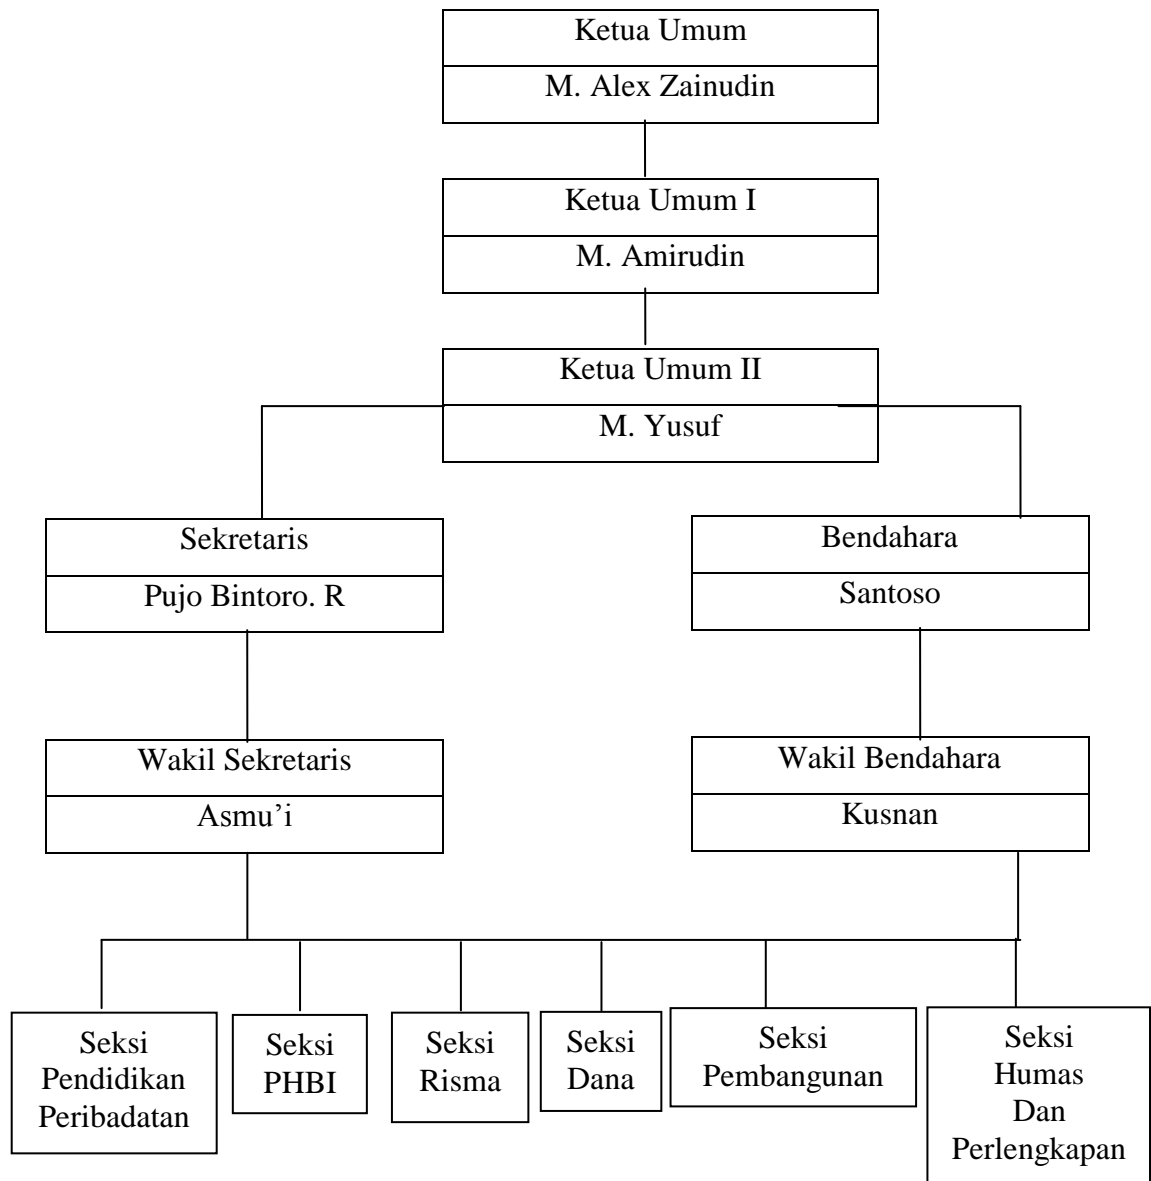 Ketua Umum
M. Alex Zainudin
Ketua Umum I
M. Amirudin
Ketua Umum II
M. Yusuf
Sekretaris
Pujo Bintoro. R
Bendahara
Santoso
Wakil Sekretaris
Asmu’i
Wakil Bendahara
Kusnan
Seksi
Pendidikan
Peribadatan
Seksi
PHBI
Seksi
Risma
Seksi
Dana
Seksi
Pembangunan
Seksi
Humas
Dan
Perlengkapan